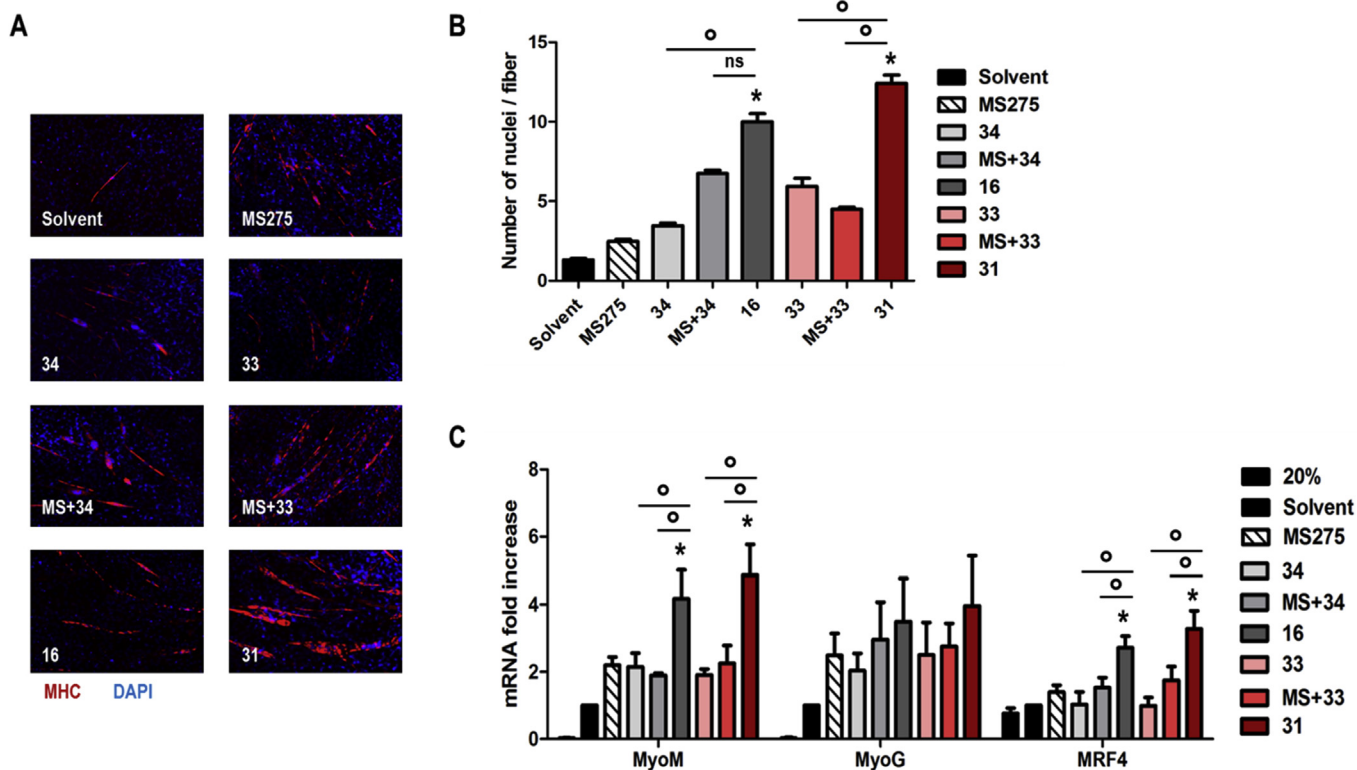 A
Solvent
MS275
34
33
MS+34
MS+33
16
31
MHC
DAPI
B
Number of nuclei / fiber
15
10
5
0
ns
*
*
Solvent
MS275
34
MS+34
16
33
MS+33
31
Solvent
MS275
34
MS+34
16
33
MS+33
31
C
mRNA fold increase
8
6
4
2
0
*
*
*
*
MyoM
MyoG
MRF4
20%
Solvent
MS275
34
MS+34
16
33
MS+33
31